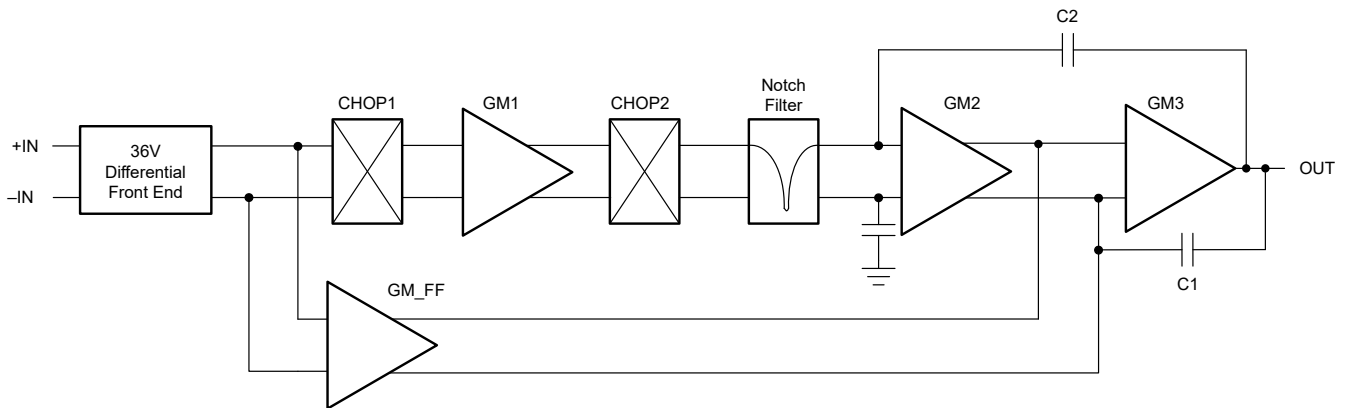 C2
CHOP1
GM1
CHOP2
Notch
Filter
GM2
GM3
+IN
–IN
36V
Differential
Front End
OUT
C1
GM_FF